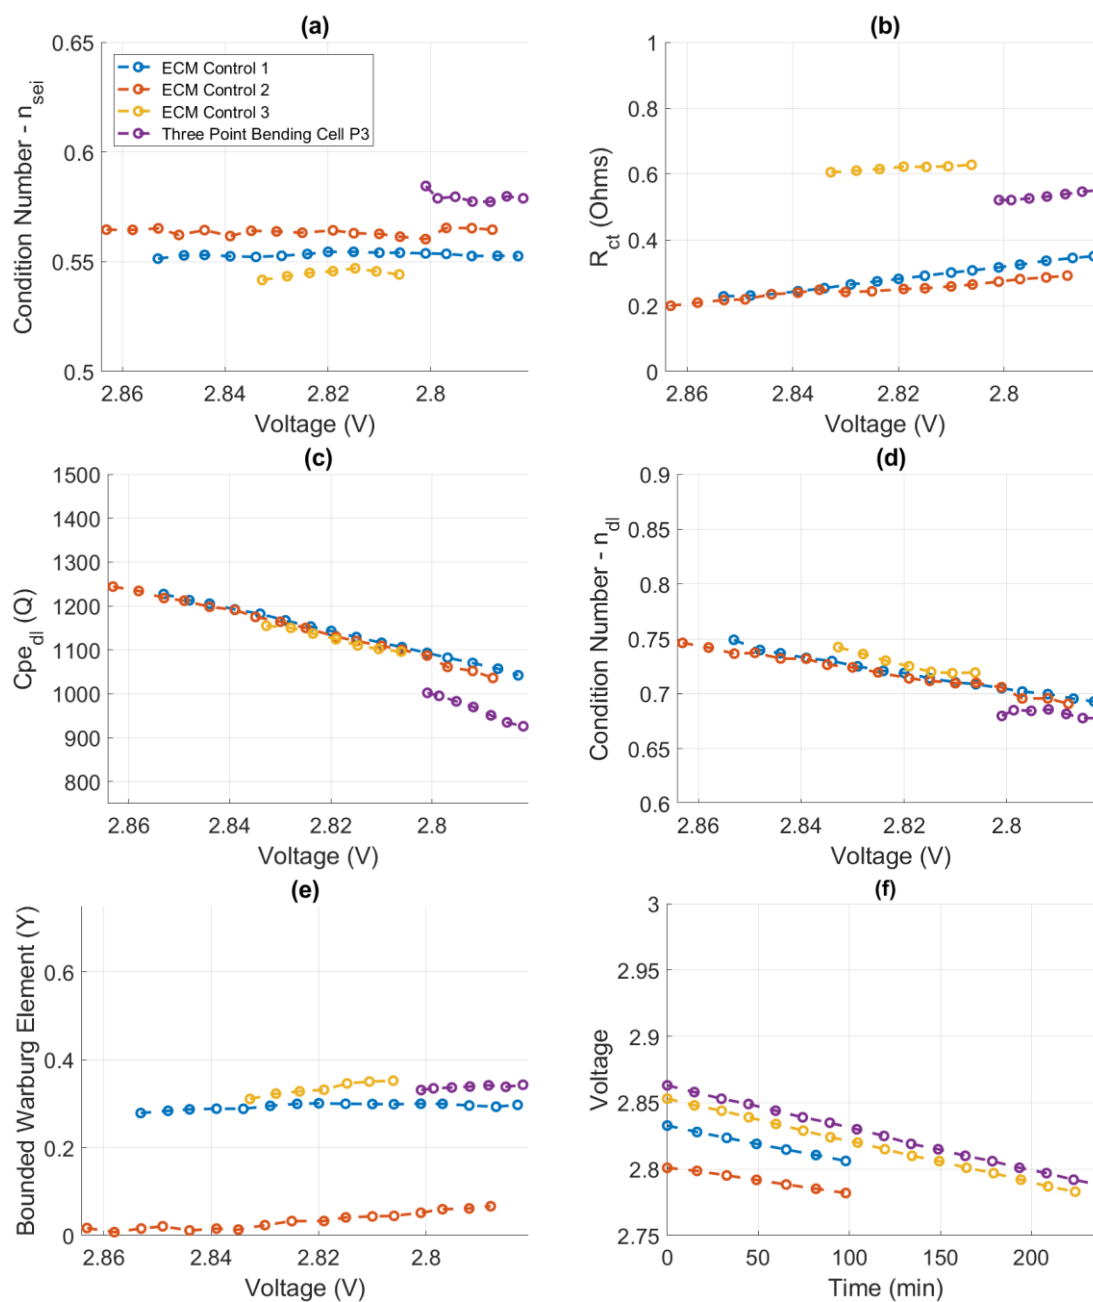 (a)
0.65
0.6
0.55
0.5
Condition Number - n_sei
ECM Control 1
ECM Control 2
ECM Control 3
Three Point Bending Cell P3
2.86 2.84 2.82 2.8
Voltage (V)
(b)
1
0.8
0.6
0.4
0.2
0
R_ct (Ohms)
2.86 2.84 2.82 2.8
Voltage (V)
(c)
1500
1400
1300
1200
1100
1000
900
800
Cpe_dl (Q)
2.86 2.84 2.82 2.8
Voltage (V)
(d)
0.9
0.85
0.8
0.75
0.7
0.65
0.6
Condition Number - n_dl
2.86 2.84 2.82 2.8
Voltage (V)
(e)
0.6
0.4
0.2
0
Bounded Warburg Element (Y)
2.86 2.84 2.82 2.8
Voltage (V)
(f)
3
2.95
2.9
2.85
2.8
2.75
Voltage
0 50 100 150 200
Time (min)